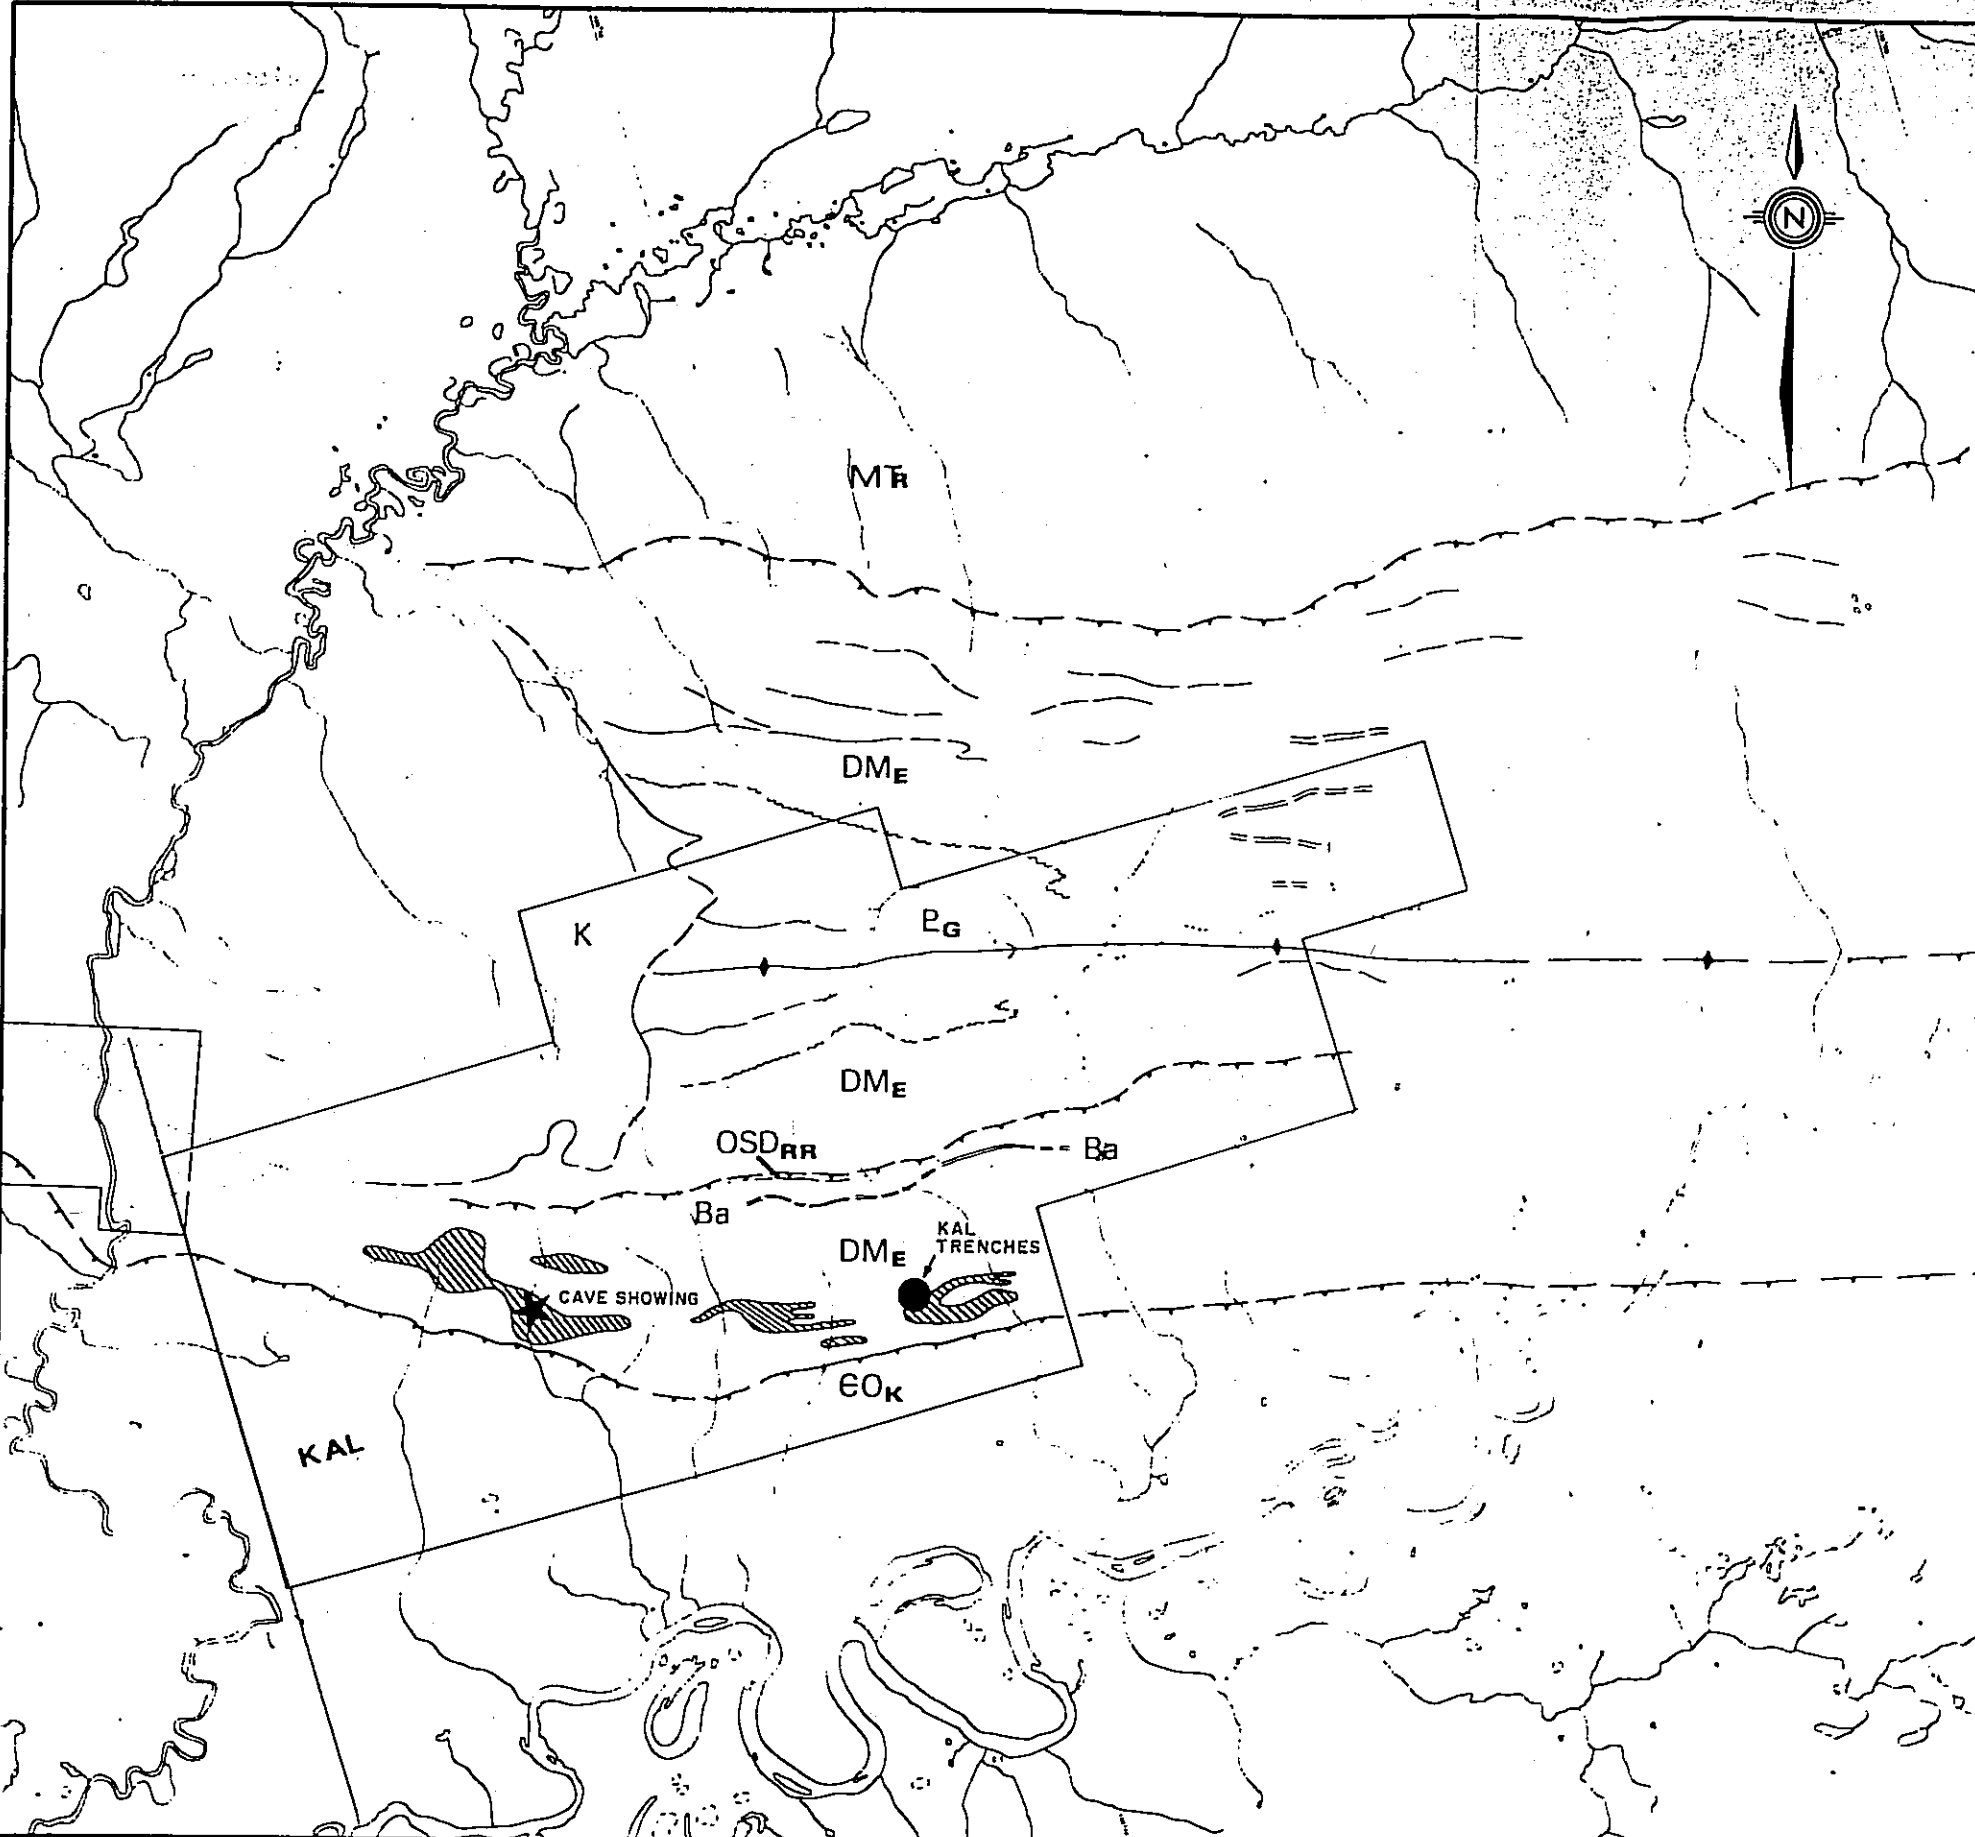 N
MTR
DME
K
PG
DME
OSDRR
Ba
Ba
KAL
TRENCHES
DME
CAVE SHOWING
ЄOK
KAL